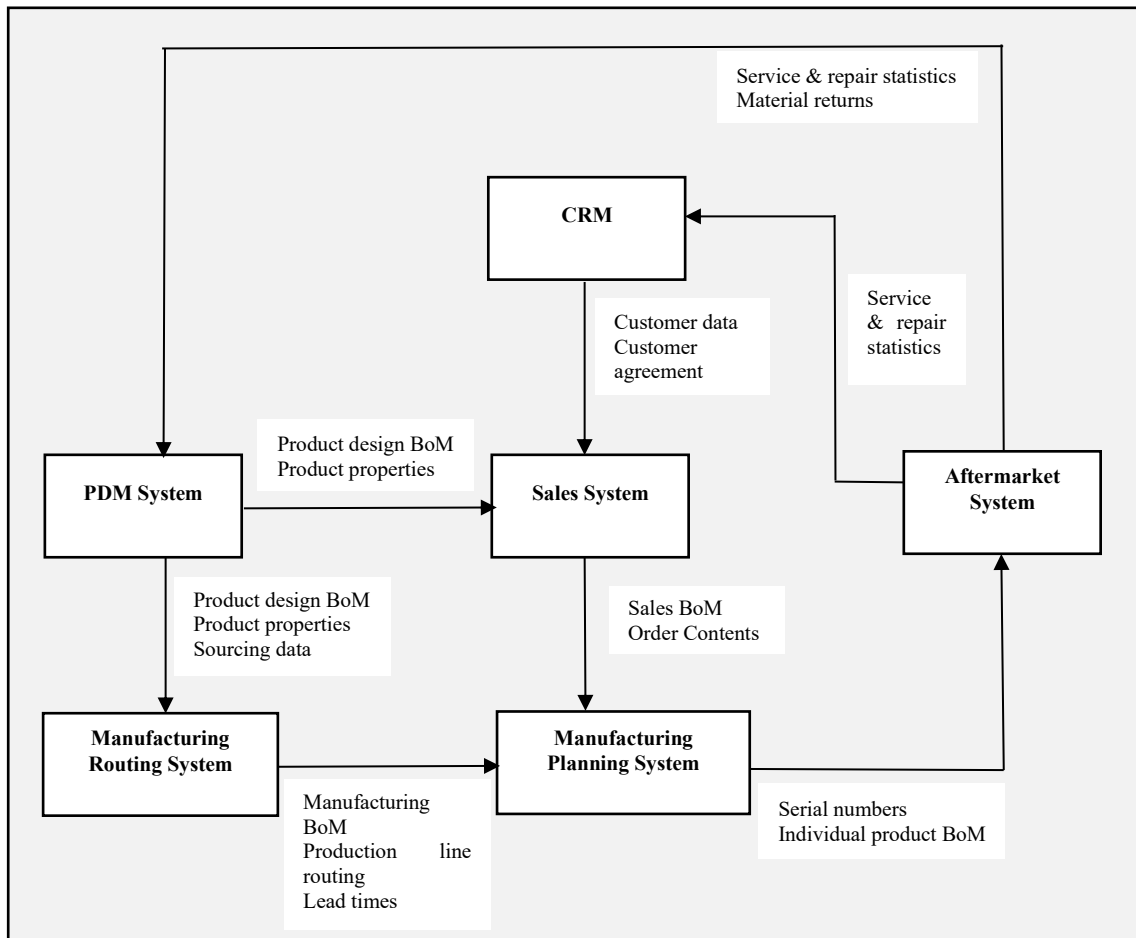 Service & repair statistics
Material returns
CRM
Customer data
Customer
agreement
Service
& repair
statistics
Product design BoM
Product properties
PDM System
Sales System
Aftermarket
System
Product design BoM
Product properties
Sourcing data
Sales BoM
Order Contents
Manufacturing
Routing System
Manufacturing
Planning System
Manufacturing
BoM
Production line
routing
Lead times
Serial numbers
Individual product BoM